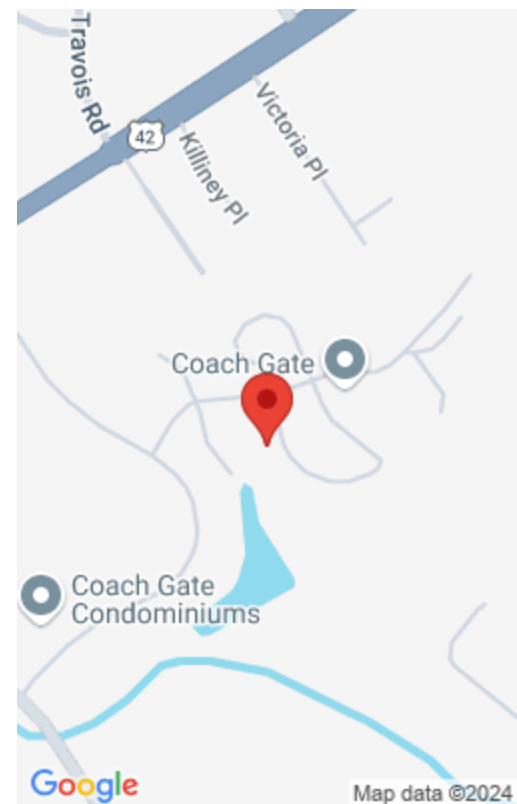 Travois Rd
42
Killiney Pl
Victoria Pl
Coach Gate
Coach Gate
Condominiums
Google
Map data ©2024